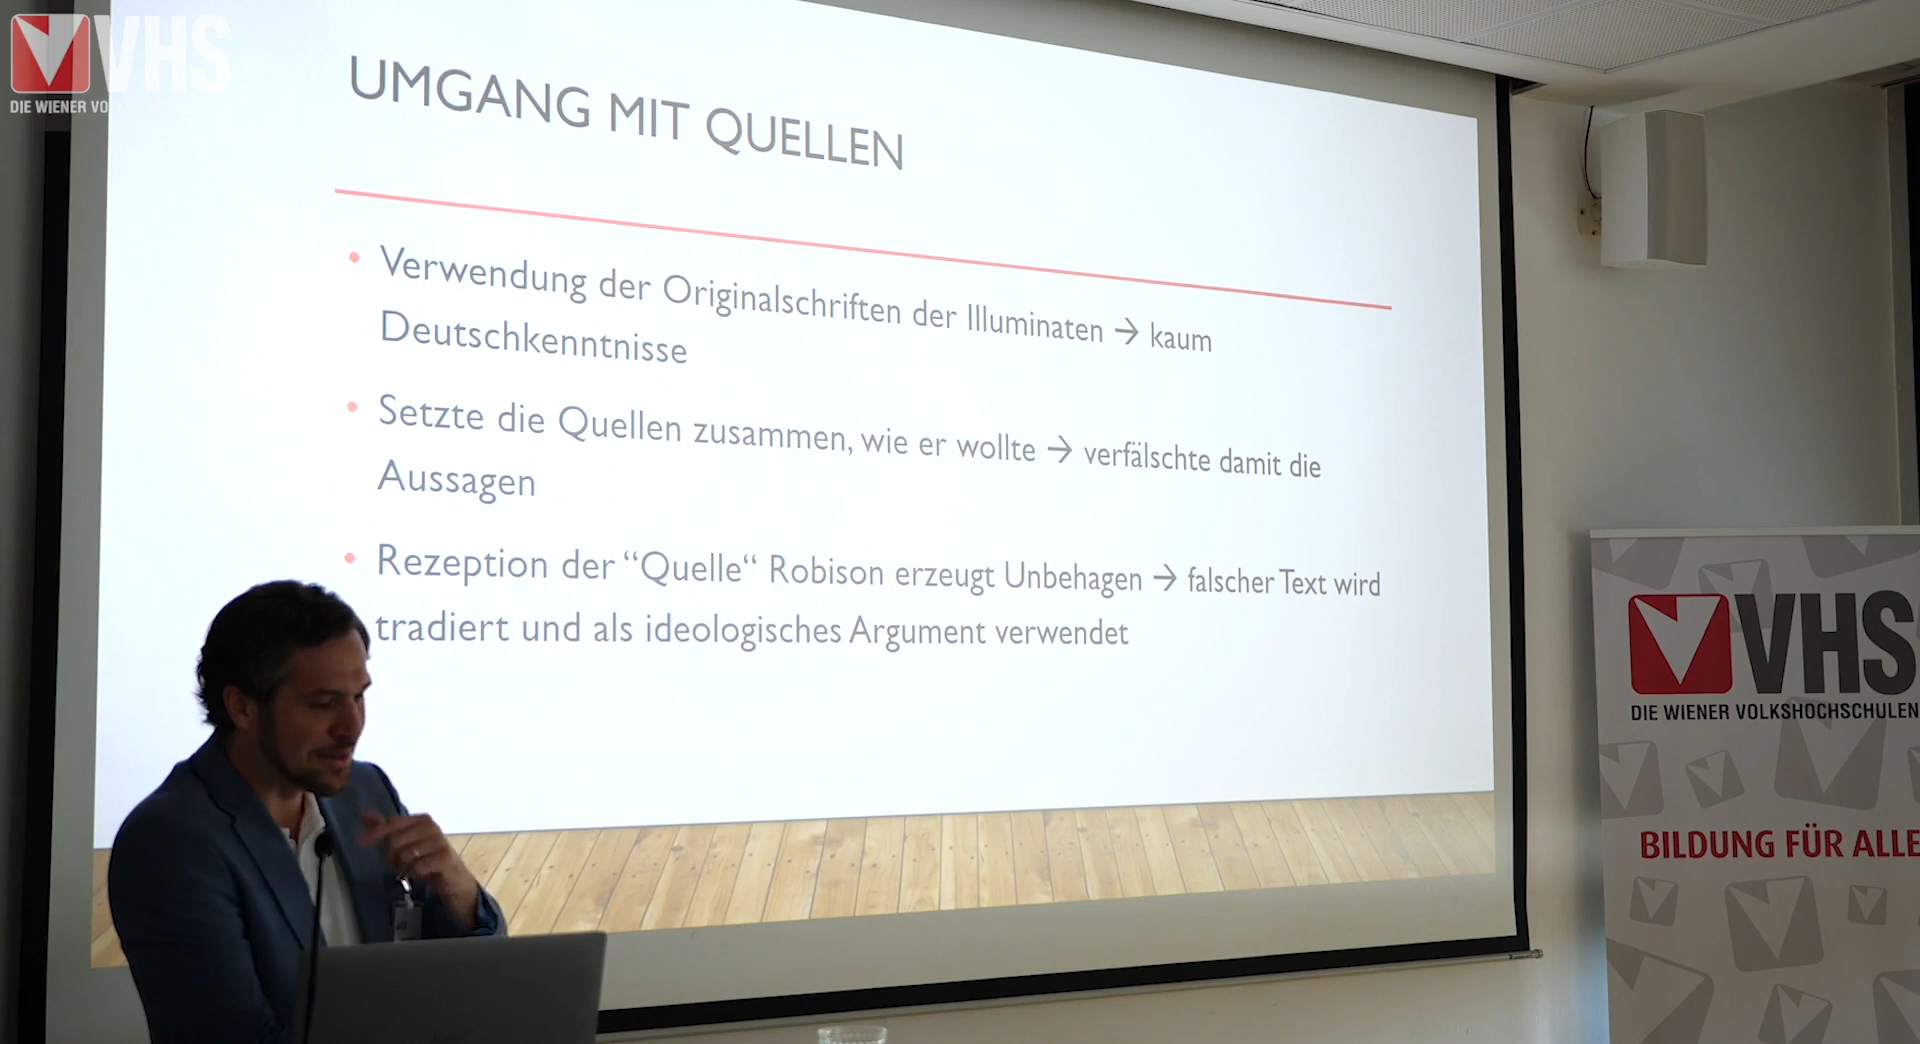 VHS
DIE WIENER VO
UMGANG MIT QUELLEN
• Verwendung der Originalschriften der Illuminaten → kaum
Deutschkenntnisse
• Setzte die Quellen zusammen, wie er wollte → verfälschte damit die
Aussagen
• Rezeption der “Quelle“ Robison erzeugt Unbehagen → falscher Text wird
tradiert und als ideologisches Argument verwendet
VHS
DIE WIENER VOLKSHOCHSCHULEN
BILDUNG FÜR ALLE